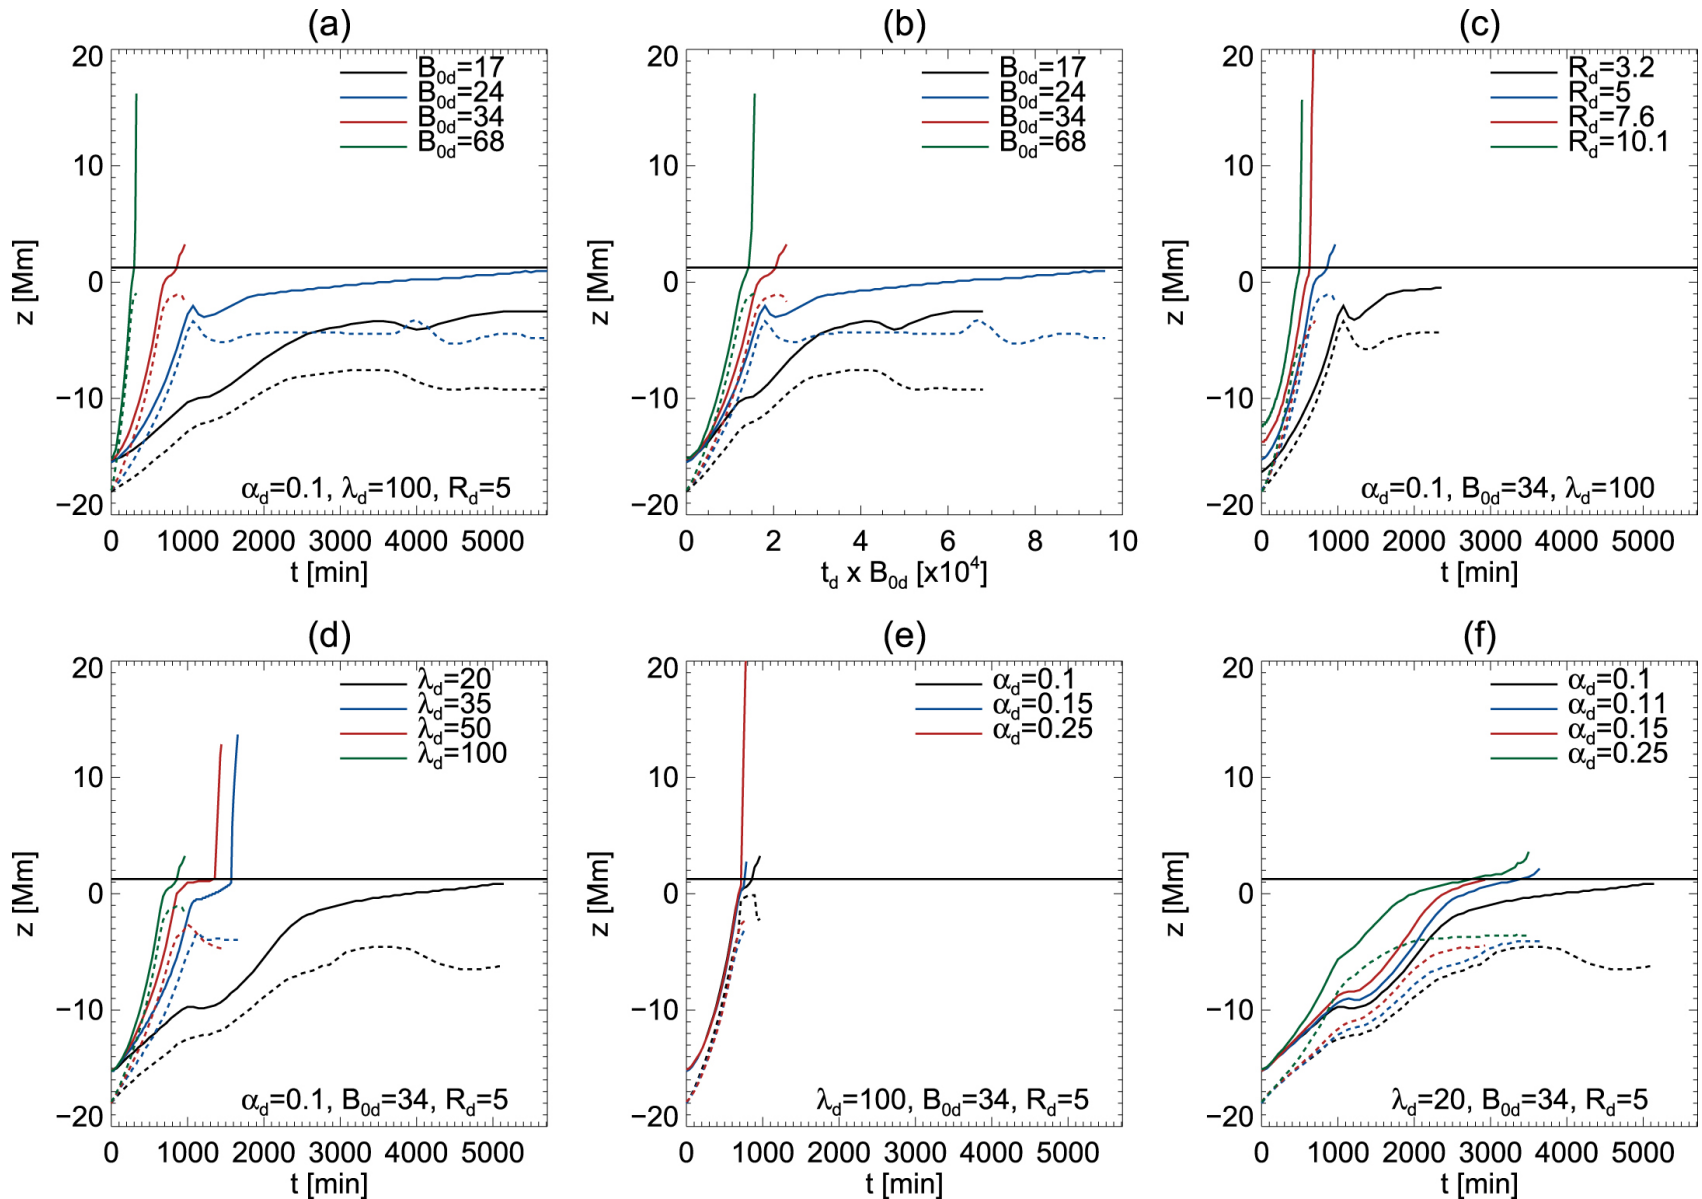 (a)
B0d=17
B0d=24
B0d=34
B0d=68
20
10
0
−10
−20
z [Mm]
αd=0.1, λd=100, Rd=5
0 1000 2000 3000 4000 5000
t [min]
(b)
B0d=17
B0d=24
B0d=34
B0d=68
20
10
0
−10
−20
z [Mm]
0 2 4 6 8 10
td x B0d [x10⁴]
(c)
Rd=3.2
Rd=5
Rd=7.6
Rd=10.1
20
10
0
−10
−20
z [Mm]
αd=0.1, B0d=34, λd=100
0 1000 2000 3000 4000 5000
t [min]
(d)
λd=20
λd=35
λd=50
λd=100
20
10
0
−10
−20
z [Mm]
αd=0.1, B0d=34, Rd=5
0 1000 2000 3000 4000 5000
t [min]
(e)
αd=0.1
αd=0.15
αd=0.25
20
10
0
−10
−20
z [Mm]
λd=100, B0d=34, Rd=5
0 1000 2000 3000 4000 5000
t [min]
(f)
αd=0.1
αd=0.11
αd=0.15
αd=0.25
20
10
0
−10
−20
z [Mm]
λd=20, B0d=34, Rd=5
0 1000 2000 3000 4000 5000
t [min]